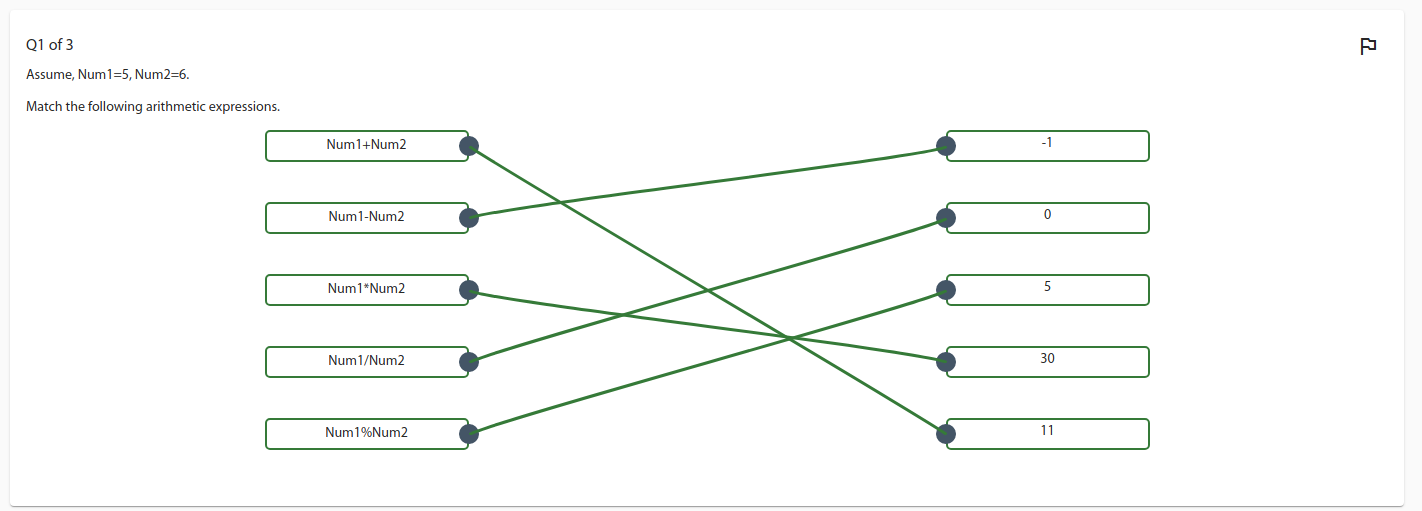 Q1 of 3
Assume, Num1=5, Num2=6.
Match the following arithmetic expressions.
Num1+Num2
-1
Num1-Num2
0
Num1*Num2
5
Num1/Num2
30
Num1%Num2
11